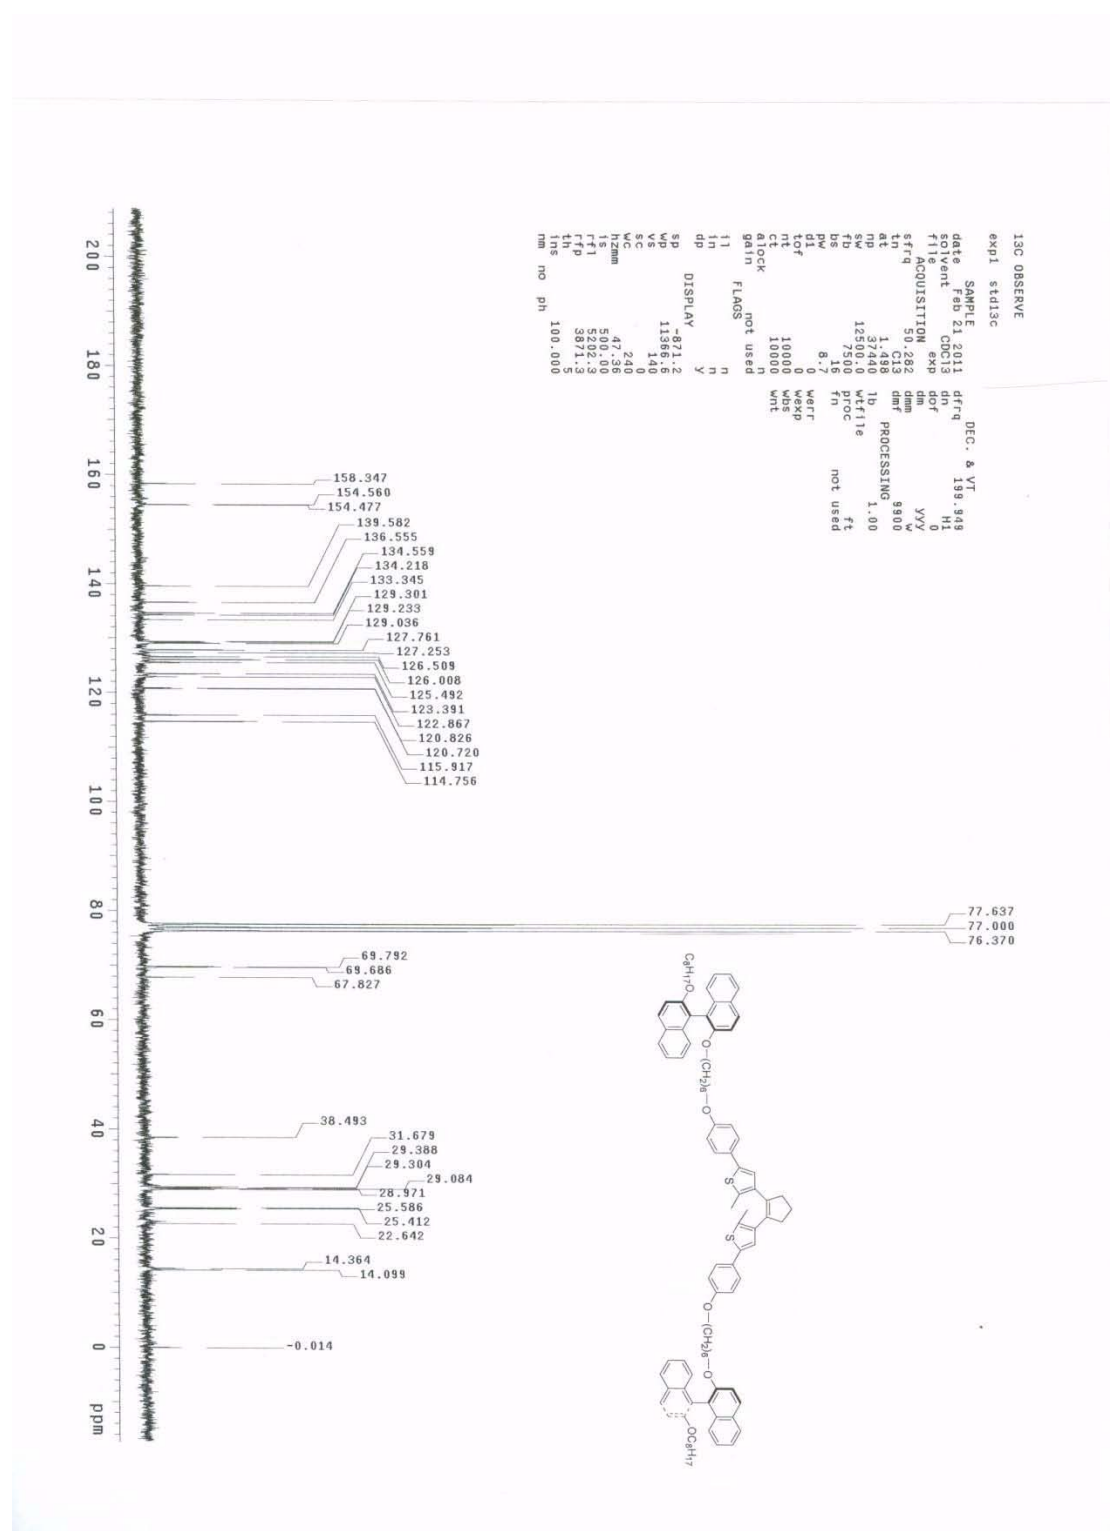 13C OBSERVE
exp1 std13c
SAMPLE
date Feb 21 2011
solvent CDCl3
file exp
ACQUISITION
sfrq 50.282
tn C13
at 1.498
np 37440
sw 12500.0
fb 7500
bs 16
pw 8.7
d1 0
tof 0
nt 10000
ct 10000
alock n
gain not used
FLAGS
il n
in n
dp y
DISPLAY
sp -871.2
wp 11366.6
vs 140
sc 0
wc 240
hzmm 47.36
is 500.00
rfl 5202.3
rfp 3871.3
th 5
ins 100.000
nm no ph
DEC. & VT
dfrq 199.949
dn H1
dof 0
dm yyy
dmm w
dmf 9900
PROCESSING
lb 1.00
wtfile
proc ft
fn not used
werr
wexp
wbs
wnt
158.347
154.560
154.477
139.582
136.555
134.559
134.218
133.345
129.301
129.233
129.036
127.761
127.253
126.509
126.008
125.492
123.391
122.867
120.826
120.720
115.917
114.756
77.637
77.000
76.370
69.792
69.686
67.827
38.493
31.679
29.388
29.304
29.084
28.971
25.586
25.412
22.642
14.364
14.099
-0.014
200 180 160 140 120 100 80 60 40 20 0 ppm
C8H17O
O—(CH2)6—O
S
S
O—(CH2)6—O
OC8H17